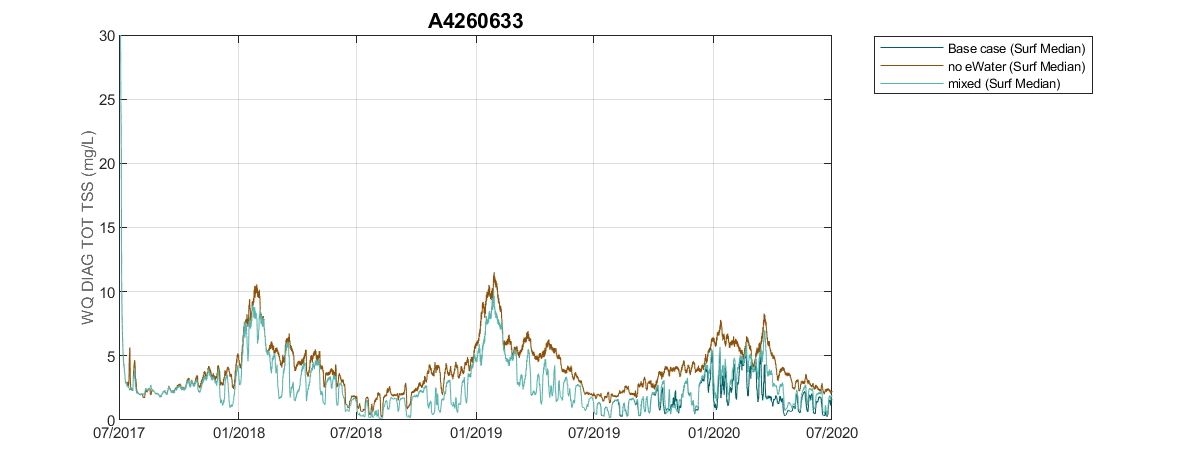 A4260633
Base case (Surf Median)
no eWater (Surf Median)
mixed (Surf Median)
WQ DIAG TOT TSS (mg/L)
30
25
20
15
10
5
0
07/2017 01/2018 07/2018 01/2019 07/2019 01/2020 07/2020